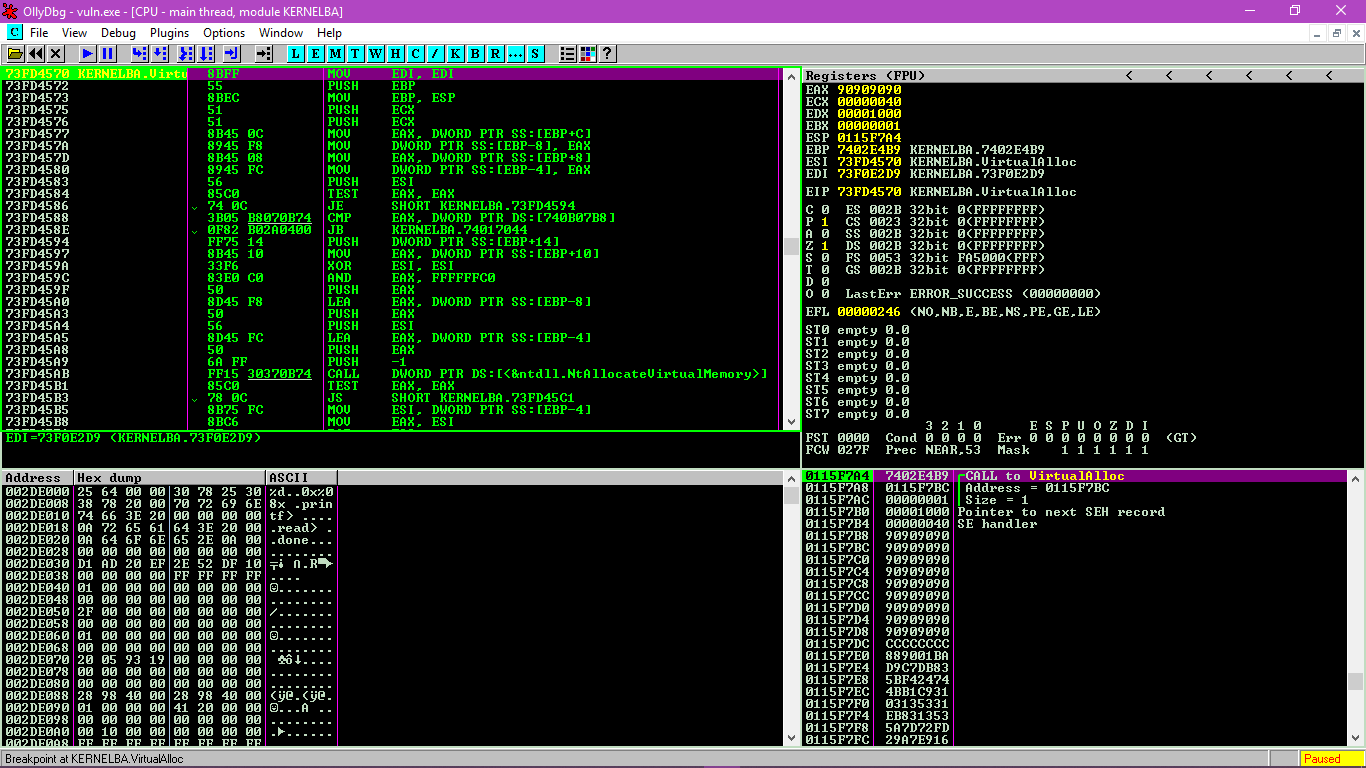 OllyDbg - vuln.exe - [CPU - main thread, module KERNELBA]
C File View Debug Plugins Options Window Help
L E M T W H C / K B R ... S ?
73FD4570 KERNELBA.Virtu 8BFF MOV EDI, EDI
73FD4572 55 PUSH EBP
73FD4573 8BEC MOV EBP, ESP
73FD4575 51 PUSH ECX
73FD4576 51 PUSH ECX
73FD4577 8B45 0C MOV EAX, DWORD PTR SS:[EBP+C]
73FD457A 8945 F8 MOV DWORD PTR SS:[EBP-8], EAX
73FD457D 8B45 08 MOV EAX, DWORD PTR SS:[EBP+8]
73FD4580 8945 FC MOV DWORD PTR SS:[EBP-4], EAX
73FD4583 56 PUSH ESI
73FD4584 85C0 TEST EAX, EAX
73FD4586 74 0C JE SHORT KERNELBA.73FD4594
73FD4588 3B05 B8070B74 CMP EAX, DWORD PTR DS:[740B07B8]
73FD458E 0F82 B02A0400 JB KERNELBA.74017044
73FD4594 FF75 14 PUSH DWORD PTR SS:[EBP+14]
73FD4597 8B45 10 MOV EAX, DWORD PTR SS:[EBP+10]
73FD459A 33F6 XOR ESI, ESI
73FD459C 83E0 C0 AND EAX, FFFFFFC0
73FD459F 50 PUSH EAX
73FD45A0 8D45 F8 LEA EAX, DWORD PTR SS:[EBP-8]
73FD45A3 50 PUSH EAX
73FD45A4 56 PUSH ESI
73FD45A5 8D45 FC LEA EAX, DWORD PTR SS:[EBP-4]
73FD45A8 50 PUSH EAX
73FD45A9 6A FF PUSH -1
73FD45AB FF15 30370B74 CALL DWORD PTR DS:[<&ntdll.NtAllocateVirtualMemory>]
73FD45B1 85C0 TEST EAX, EAX
73FD45B3 78 0C JS SHORT KERNELBA.73FD45C1
73FD45B5 8B75 FC MOV ESI, DWORD PTR SS:[EBP-4]
73FD45B8 8BC6 MOV EAX, ESI
EDI=73F0E2D9 (KERNELBA.73F0E2D9)
Registers (FPU) < < < < < <
EAX 90909090
ECX 00000040
EDX 00001000
EBX 00000001
ESP 0115F7A4
EBP 7402E4B9 KERNELBA.7402E4B9
ESI 73FD4570 KERNELBA.VirtualAlloc
EDI 73F0E2D9 KERNELBA.73F0E2D9
EIP 73FD4570 KERNELBA.VirtualAlloc
C 0 ES 002B 32bit 0(FFFFFFFF)
P 1 CS 0023 32bit 0(FFFFFFFF)
A 0 SS 002B 32bit 0(FFFFFFFF)
Z 1 DS 002B 32bit 0(FFFFFFFF)
S 0 FS 0053 32bit FA5000(FFF)
T 0 GS 002B 32bit 0(FFFFFFFF)
D 0
O 0 LastErr ERROR_SUCCESS (00000000)
EFL 00000246 (NO,NB,E,BE,NS,PE,GE,LE)
ST0 empty 0.0
ST1 empty 0.0
ST2 empty 0.0
ST3 empty 0.0
ST4 empty 0.0
ST5 empty 0.0
ST6 empty 0.0
ST7 empty 0.0
3 2 1 0 E S P U O Z D I
FST 0000 Cond 0 0 0 0 Err 0 0 0 0 0 0 0 0 (GT)
FCW 027F Prec NEAR,53 Mask 1 1 1 1 1 1
Address Hex dump ASCII
002DE000 25 64 00 00 30 78 25 30 %d..0x%0
002DE008 38 78 20 00 70 72 69 6E 8x .prin
002DE010 74 66 3E 20 00 00 00 00 tf> ....
002DE018 0A 72 65 61 64 3E 20 00 .read> .
002DE020 0A 64 6F 6E 65 2E 0A 00 .done...
002DE028 00 00 00 00 00 00 00 00 ........
002DE030 D1 AD 20 EF 2E 52 DF 10
002DE038 00 00 00 00 FF FF FF FF ....
002DE040 01 00 00 00 00 00 00 00 ☺.......
002DE048 00 00 00 00 00 00 00 00 ........
002DE050 2F 00 00 00 00 00 00 00 /.......
002DE058 00 00 00 00 00 00 00 00 ........
002DE060 01 00 00 00 00 00 00 00 ☺.......
002DE068 00 00 00 00 00 00 00 00 ........
002DE070 20 05 93 19 00 00 00 00 ♣ô↓....
002DE078 00 00 00 00 00 00 00 00 ........
002DE080 00 00 00 00 00 00 00 00 ........
002DE088 28 98 40 00 28 98 40 00 (ÿ@.(ÿ@.
002DE090 01 00 00 00 41 20 00 00 ☺...A ..
002DE098 00 00 00 00 00 00 00 00 ........
002DE0A0 00 10 00 00 00 00 00 00 .►......
002DE0A8 FF FF FF FF FF FF FF FF
0115F7A4 7402E4B9 CALL to VirtualAlloc
0115F7A8 0115F7BC Address = 0115F7BC
0115F7AC 00000001 Size = 1
0115F7B0 00001000 Pointer to next SEH record
0115F7B4 00000040 SE handler
0115F7B8 90909090
0115F7BC 90909090
0115F7C0 90909090
0115F7C4 90909090
0115F7C8 90909090
0115F7CC 90909090
0115F7D0 90909090
0115F7D4 90909090
0115F7D8 90909090
0115F7DC CCCCCCCC
0115F7E0 889001BA
0115F7E4 D9C7DB83
0115F7E8 5BF42474
0115F7EC 4BB1C931
0115F7F0 03135331
0115F7F4 EB831353
0115F7F8 5A7D72FD
0115F7FC 29A7E916
Breakpoint at KERNELBA.VirtualAlloc
Paused